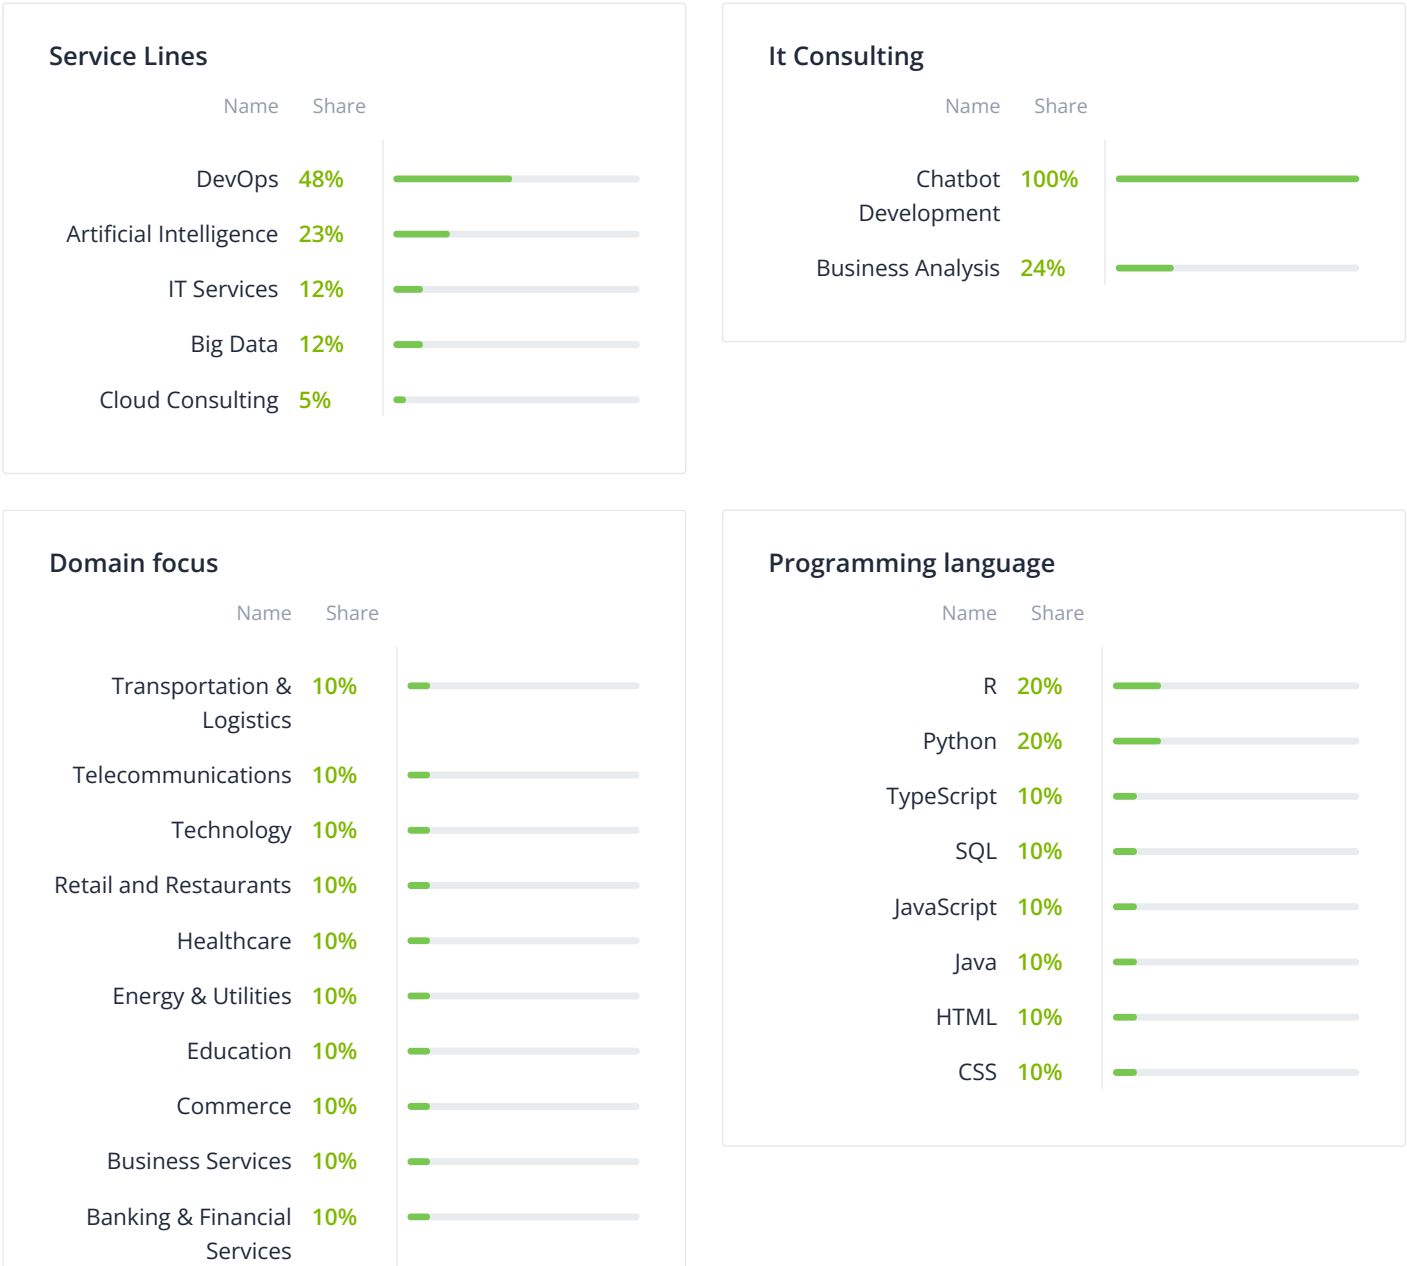 Service Lines
Name Share
DevOps 48%
Artificial Intelligence 23%
IT Services 12%
Big Data 12%
Cloud Consulting 5%
It Consulting
Name Share
Chatbot 100%
Development
Business Analysis 24%
Domain focus
Name Share
Transportation & 10%
Logistics
Telecommunications 10%
Technology 10%
Retail and Restaurants 10%
Healthcare 10%
Energy & Utilities 10%
Education 10%
Commerce 10%
Business Services 10%
Banking & Financial 10%
Services
Programming language
Name Share
R 20%
Python 20%
TypeScript 10%
SQL 10%
JavaScript 10%
Java 10%
HTML 10%
CSS 10%